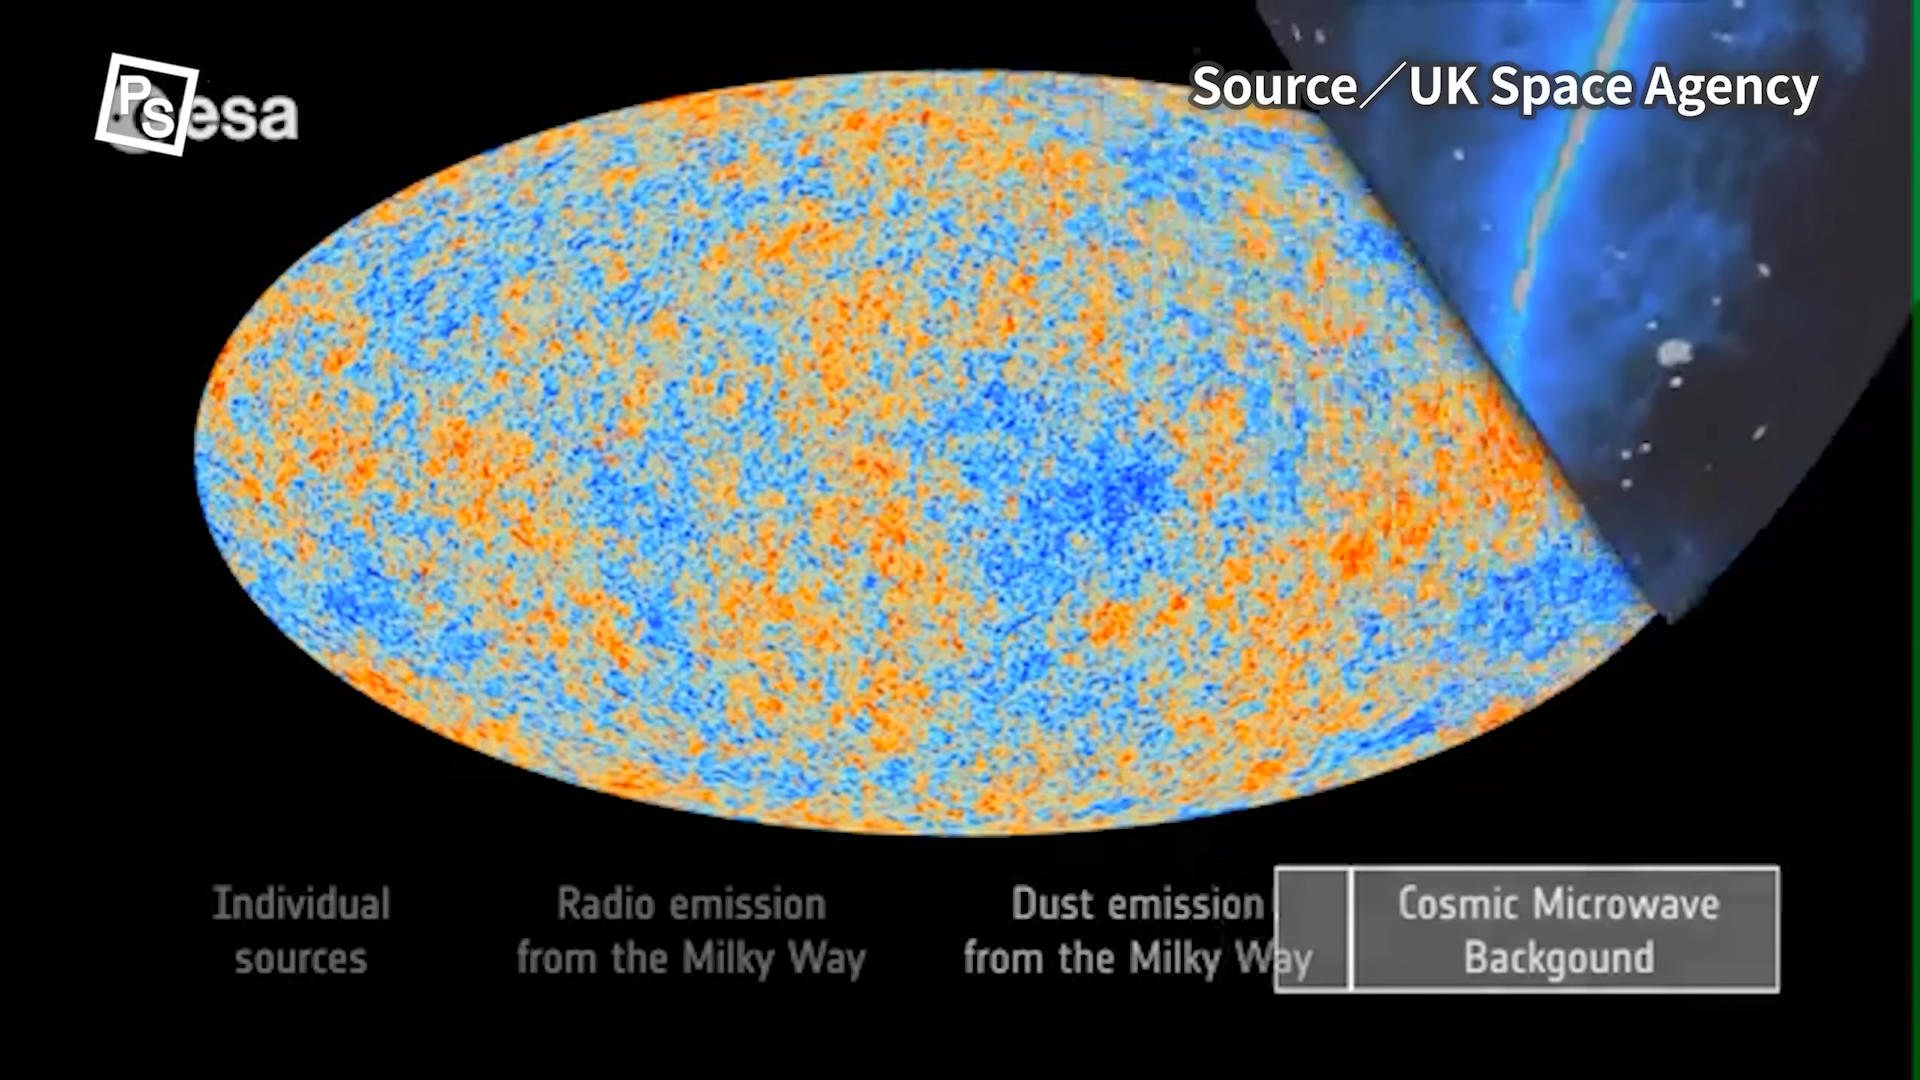 Ps
esa
Source／UK Space Agency
Individual
sources
Radio emission
from the Milky Way
Dust emission
from the Milky Way
Cosmic Microwave
Backgound